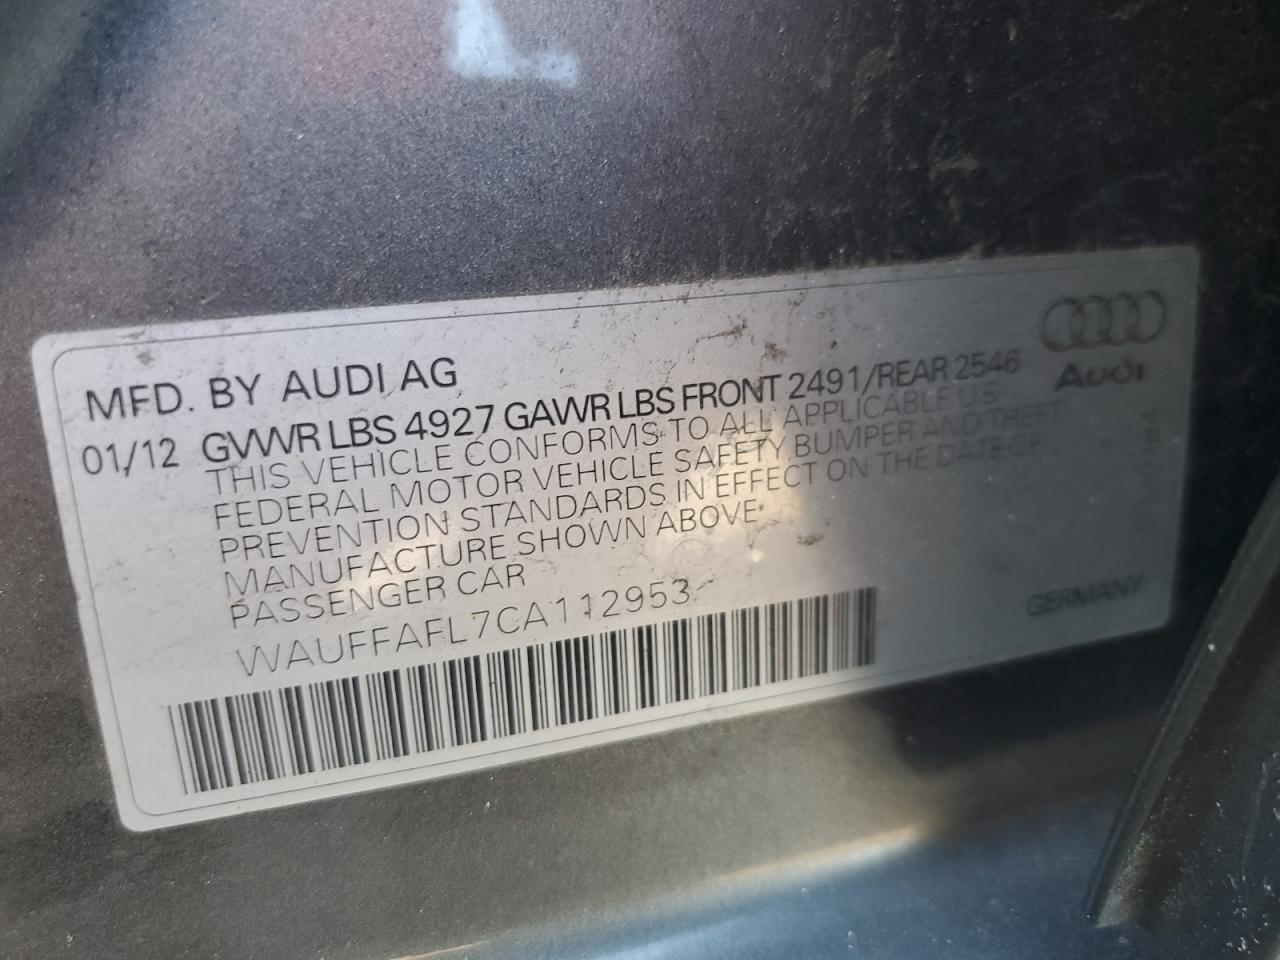 MFD. BY AUDI AG
01/12 GVWR LBS 4927 GAWR LBS FRONT 2491/REAR 2546
THIS VEHICLE CONFORMS TO ALL APPLICABLE U.S
FEDERAL MOTOR VEHICLE SAFETY BUMPER AND THEFT
PREVENTION STANDARDS IN EFFECT ON THE DATE OF
MANUFACTURE SHOWN ABOVE
PASSENGER CAR
WAUFFAFL7CA112953
Audi
GERMANY